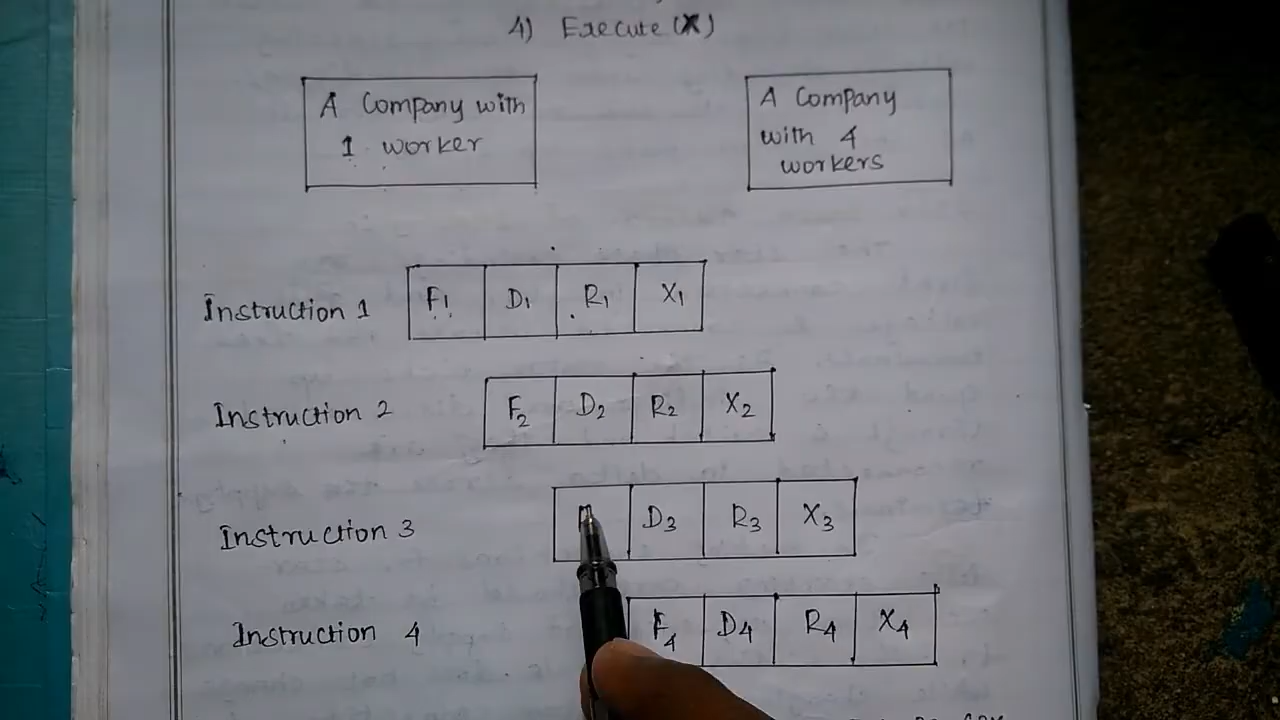 4) Execute (X)
A Company with
1 worker
A Company
with 4
workers
Instruction 1 F1 D1 R1 X1
Instruction 2 F2 D2 R2 X2
Instruction 3 D3 R3 X3
Instruction 4 F4 D4 R4 X4